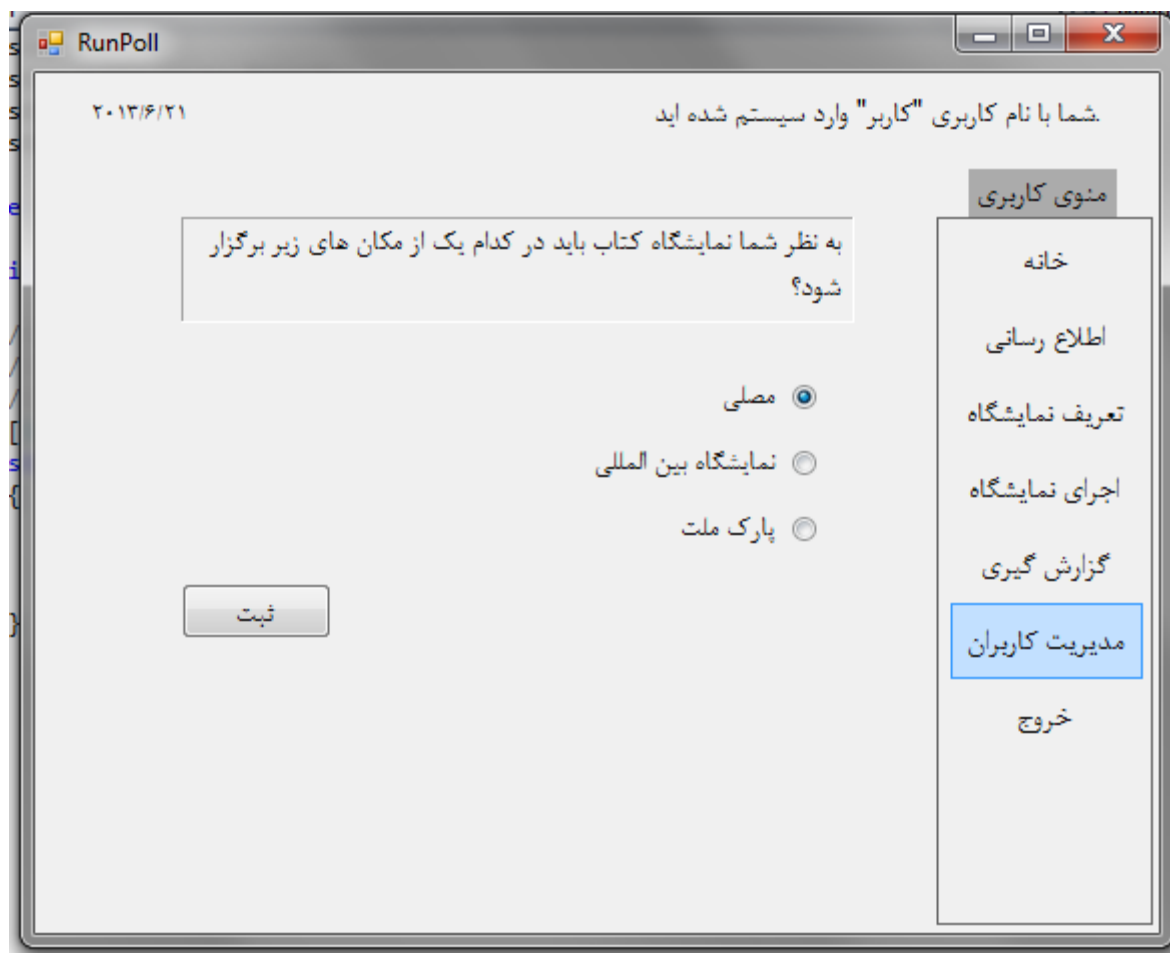 RunPoll
.شما با نام کاربری "کاربر" وارد سیستم شده اید
۲۰۱۳/۶/۲۱
منوی کاربری
خانه
اطلاع رسانی
تعریف نمایشگاه
اجرای نمایشگاه
گزارش گیری
مدیریت کاربران
خروج
به نظر شما نمایشگاه کتاب باید در کدام یک از مکان های زیر برگزار
شود؟
مصلی
نمایشگاه بین المللی
پارک ملت
ثبت